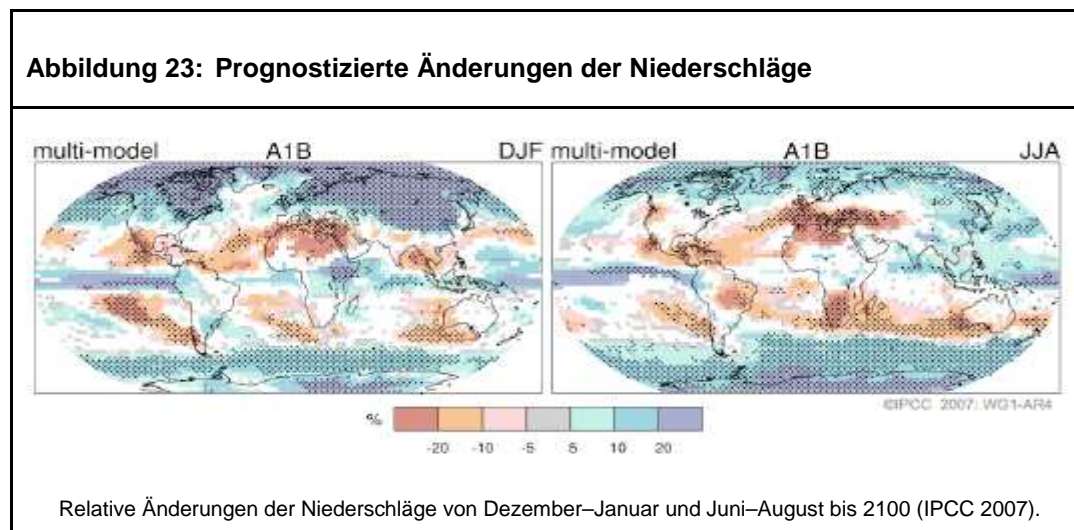 Abbildung 23: Prognostizierte Änderungen der Niederschläge
multi-model A1B DJF multi-model A1B JJA
©IPCC 2007: WG1-AR4
%
-20 -10 -5 5 10 20
Relative Änderungen der Niederschläge von Dezember–Januar und Juni–August bis 2100 (IPCC 2007).